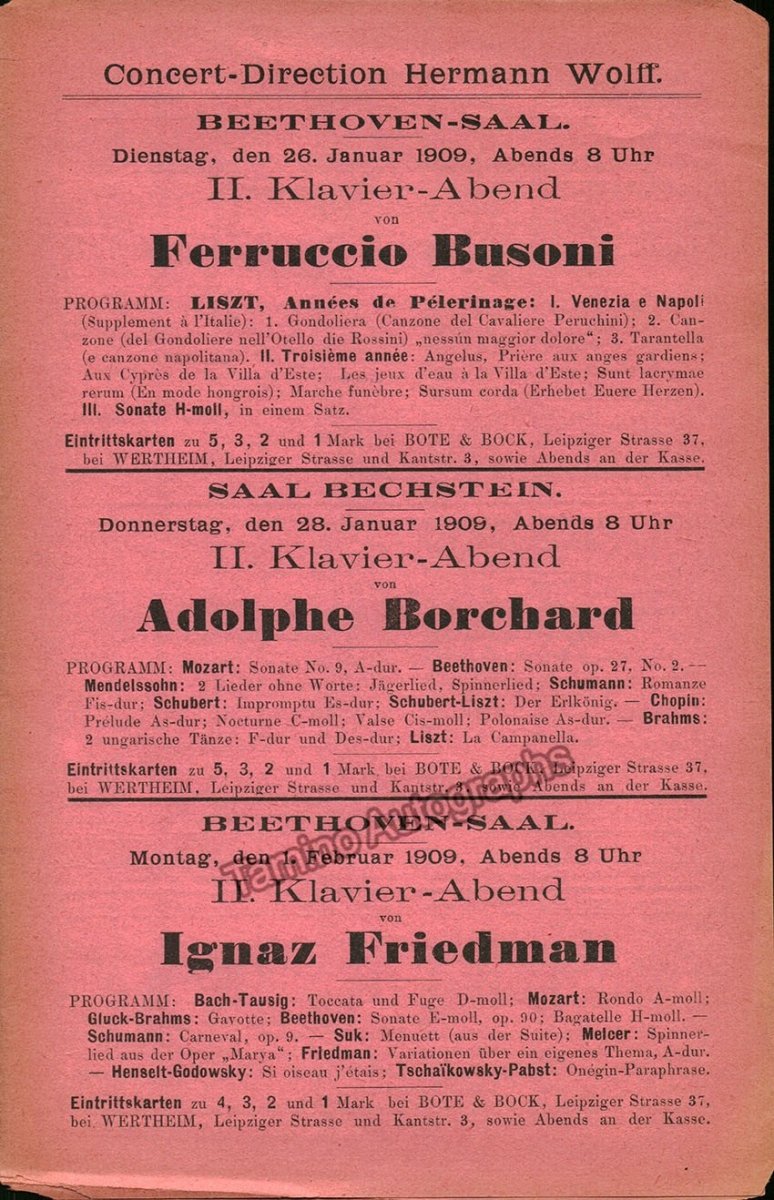 Concert-Direction Hermann Wolff.
BEETHOVEN-SAAL.
Dienstag, den 26. Januar 1909, Abends 8 Uhr
II. Klavier-Abend
von
Ferruccio Busoni
PROGRAMM: LISZT, Années de Pélerinage: I. Venezia e Napoli
(Supplement à l'Italie): 1. Gondoliera (Canzone del Cavaliere Peruchini); 2. Can-
zone (del Gondoliere nell'Otello die Rossini) „nessún maggior dolore“; 3. Tarantella
(e canzone napolitana). II. Troisième année: Angelus, Prière aux anges gardiens;
Aux Cyprès de la Villa d'Este; Les jeux d'eau à la Villa d'Este; Sunt lacrymae
rerum (En mode hongrois); Marche funèbre; Sursum corda (Erhebet Euere Herzen).
III. Sonate H-moll, in einem Satz.
Eintrittskarten zu 5, 3, 2 und 1 Mark bei BOTE & BOCK, Leipziger Strasse 37,
bei WERTHEIM, Leipziger Strasse und Kantstr. 3, sowie Abends an der Kasse.
SAAL BECHSTEIN.
Donnerstag, den 28. Januar 1909, Abends 8 Uhr
II. Klavier-Abend
von
Adolphe Borchard
PROGRAMM: Mozart: Sonate No. 9, A-dur. — Beethoven: Sonate op. 27, No. 2. —
Mendelssohn: 2 Lieder ohne Worte: Jägerlied, Spinnerlied; Schumann: Romanze
Fis-dur; Schubert: Impromptu Es-dur; Schubert-Liszt: Der Erlkönig. — Chopin:
Prélude As-dur; Nocturne C-moll; Valse Cis-moll; Polonaise As-dur. — Brahms:
2 ungarische Tänze: F-dur und Des-dur; Liszt: La Campanella.
Eintrittskarten zu 5, 3, 2 und 1 Mark bei BOTE & BOCK, Leipziger Strasse 37,
bei WERTHEIM, Leipziger Strasse und Kantstr. 3, sowie Abends an der Kasse.
Tamino Autographs
BEETHOVEN-SAAL.
Montag, den 1. Februar 1909, Abends 8 Uhr
II. Klavier-Abend
von
Ignaz Friedman
PROGRAMM: Bach-Tausig: Toccata und Fuge D-moll; Mozart: Rondo A-moll;
Gluck-Brahms: Gavotte; Beethoven: Sonate E-moll, op. 90; Bagatelle H-moll. —
Schumann: Carneval, op. 9. — Suk: Menuett (aus der Suite); Melcer: Spinner-
lied aus der Oper „Marya“; Friedman: Variationen über ein eigenes Thema, A-dur.
— Henselt-Godowsky: Si oiseau j'étais; Tschaïkowsky-Pabst: Onégin-Paraphrase.
Eintrittskarten zu 4, 3, 2 und 1 Mark bei BOTE & BOCK, Leipziger Strasse 37,
bei WERTHEIM, Leipziger Strasse und Kantstr. 3, sowie Abends an der Kasse.